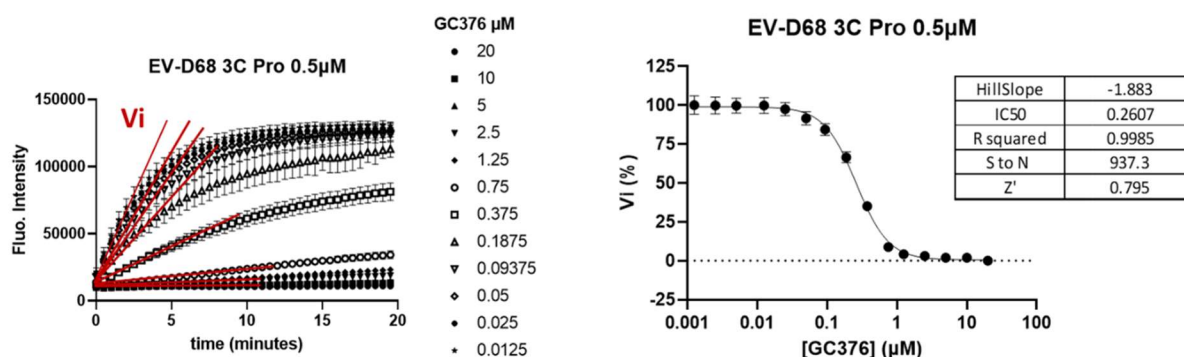 EV-D68 3C Pro 0.5µM
Vi
Fluo. Intensity
150000
100000
50000
0
0 5 10 15 20
time (minutes)
GC376 µM
20
10
5
2.5
1.25
0.75
0.375
0.1875
0.09375
0.05
0.025
0.0125
EV-D68 3C Pro 0.5µM
Vi (%)
125
100
75
50
25
0
-25
0.001 0.01 0.1 1 10 100
[GC376] (µM)
HillSlope -1.883
IC50 0.2607
R squared 0.9985
S to N 937.3
Z' 0.795